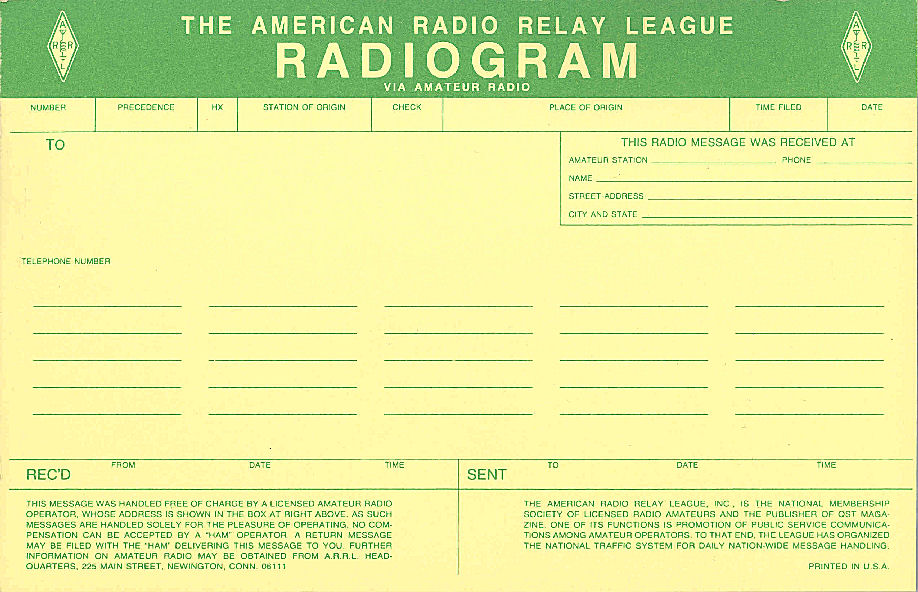 THE AMERICAN RADIO RELAY LEAGUE
RADIOGRAM
VIA AMATEUR RADIO
A R R L
A R R L
NUMBER PRECEDENCE HX STATION OF ORIGIN CHECK PLACE OF ORIGIN TIME FILED DATE
TO
THIS RADIO MESSAGE WAS RECEIVED AT
AMATEUR STATION PHONE
NAME
STREET ADDRESS
CITY AND STATE
TELEPHONE NUMBER
REC'D FROM DATE TIME
SENT TO DATE TIME
THIS MESSAGE WAS HANDLED FREE OF CHARGE BY A LICENSED AMATEUR RADIO
OPERATOR, WHOSE ADDRESS IS SHOWN IN THE BOX AT RIGHT ABOVE. AS SUCH
MESSAGES ARE HANDLED SOLELY FOR THE PLEASURE OF OPERATING, NO COM-
PENSATION CAN BE ACCEPTED BY A "HAM" OPERATOR. A RETURN MESSAGE
MAY BE FILED WITH THE "HAM" DELIVERING THIS MESSAGE TO YOU. FURTHER
INFORMATION ON AMATEUR RADIO MAY BE OBTAINED FROM A.R.R.L. HEAD-
QUARTERS, 225 MAIN STREET, NEWINGTON, CONN. 06111
THE AMERICAN RADIO RELAY LEAGUE, INC., IS THE NATIONAL MEMBERSHIP
SOCIETY OF LICENSED RADIO AMATEURS AND THE PUBLISHER OF QST MAGA-
ZINE. ONE OF ITS FUNCTIONS IS PROMOTION OF PUBLIC SERVICE COMMUNICA-
TIONS AMONG AMATEUR OPERATORS. TO THAT END, THE LEAGUE HAS ORGANIZED
THE NATIONAL TRAFFIC SYSTEM FOR DAILY NATION-WIDE MESSAGE HANDLING.
PRINTED IN U.S.A.